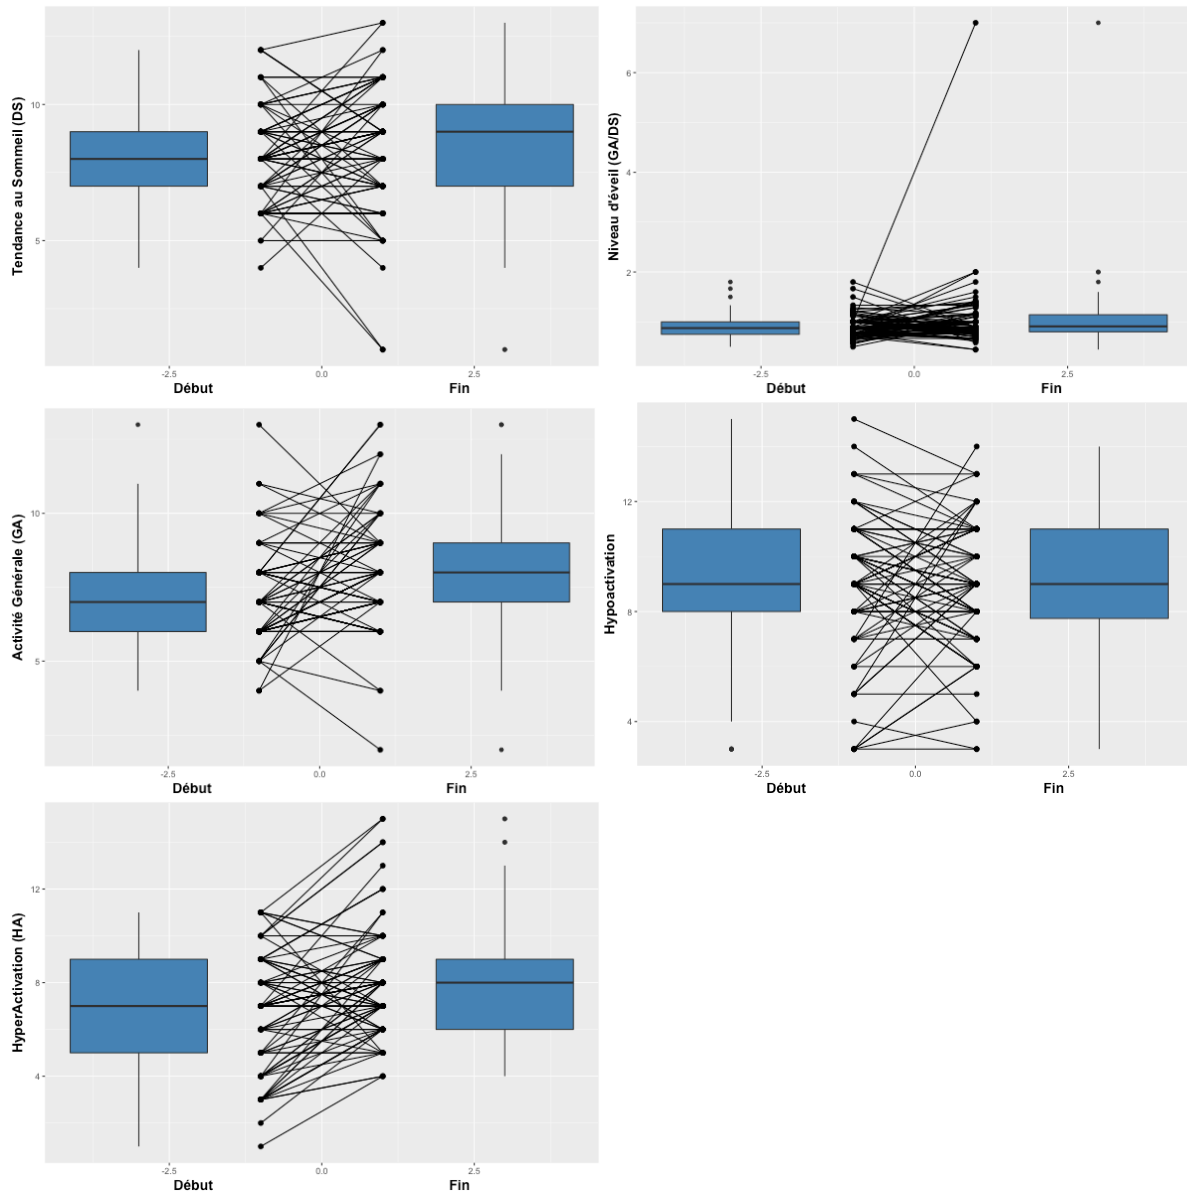 Tendance au Sommeil (DS)
10
5
-2.5 0.0 2.5
Début Fin
Niveau d'éveil (GA/DS)
6
4
2
-2.5 0.0 2.5
Début Fin
Activité Générale (GA)
10
5
-2.5 0.0 2.5
Début Fin
Hypoactivation
12
8
4
-2.5 0.0 2.5
Début Fin
HyperActivation (HA)
12
8
4
-2.5 0.0 2.5
Début Fin